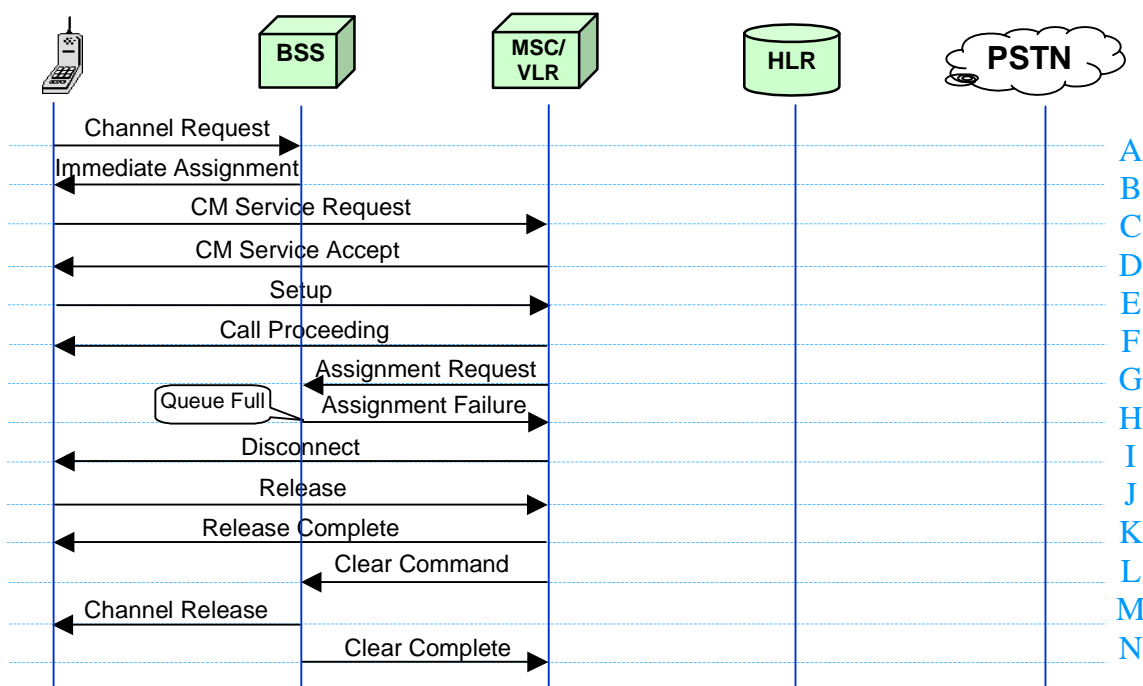 BSS
MSC/
VLR
HLR
PSTN
Channel Request
A
Immediate Assignment
B
CM Service Request
C
CM Service Accept
D
Setup
E
Call Proceeding
F
Assignment Request
G
Queue Full
Assignment Failure
H
Disconnect
I
Release
J
Release Complete
K
Clear Command
L
Channel Release
M
Clear Complete
N